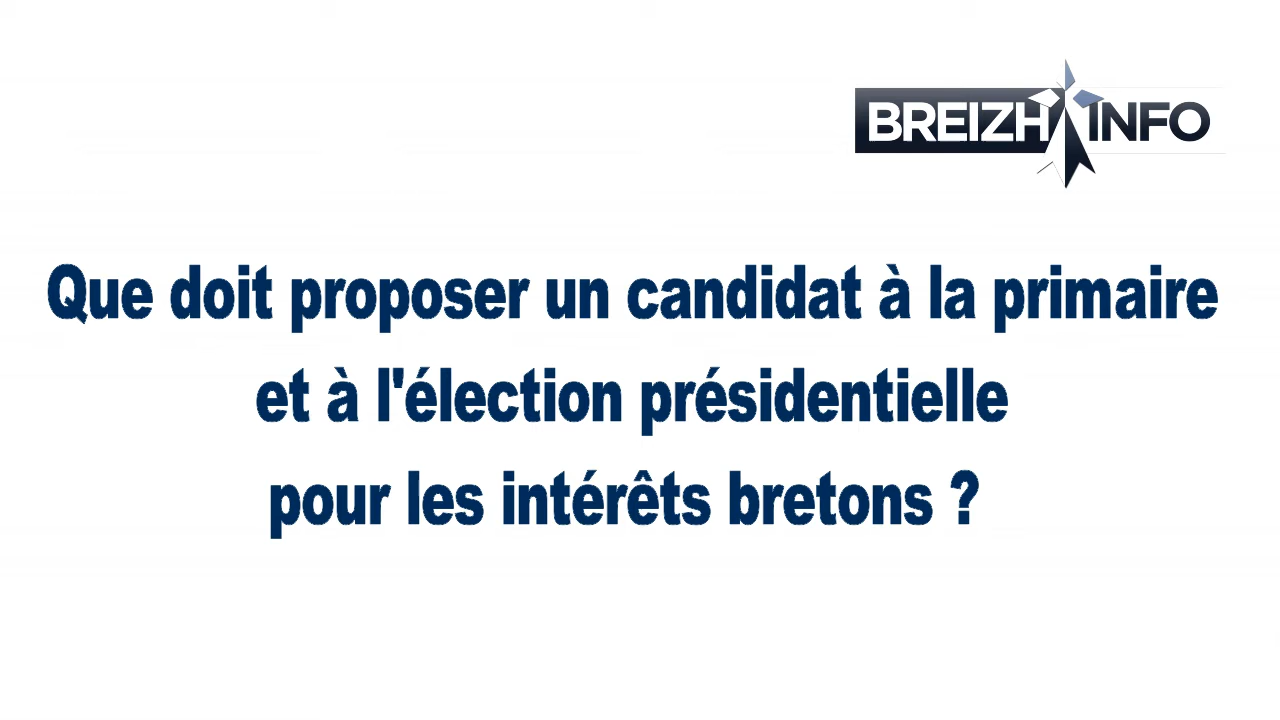 BREIZH INFO
Que doit proposer un candidat à la primaire
et à l'élection présidentielle
pour les intérêts bretons ?